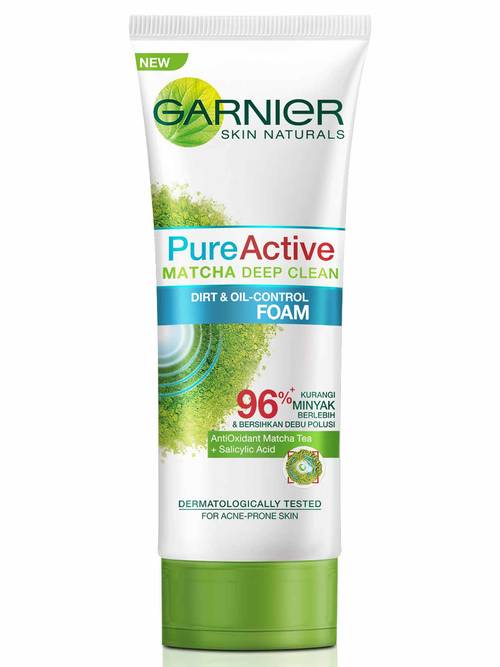 NEW
GARNIER
SKIN NATURALS
PureActive
MATCHA DEEP CLEAN
DIRT & OIL-CONTROL
FOAM
96%+ KURANGI
MINYAK
BERLEBIH
& BERSIHKAN DEBU POLUSI
AntiOxidant Matcha Tea
+ Salicylic Acid
DERMATOLOGICALLY TESTED
FOR ACNE-PRONE SKIN